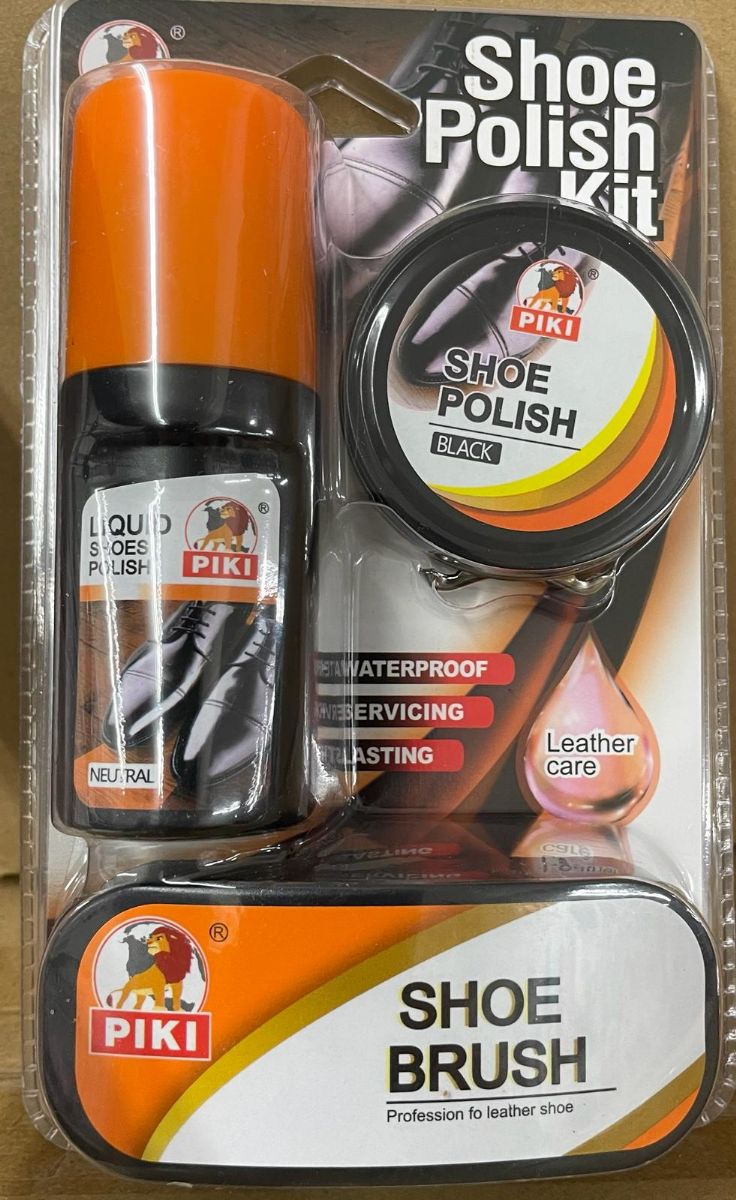 ®
Shoe
Polish
Kit
PIKI
®
SHOE
POLISH
BLACK
LIQUID
SHOES
POLISH
®
PIKI
NEUTRAL
WATERPROOF
SERVICING
LASTING
Leather
care
PIKI
®
SHOE
BRUSH
Profession fo leather shoe